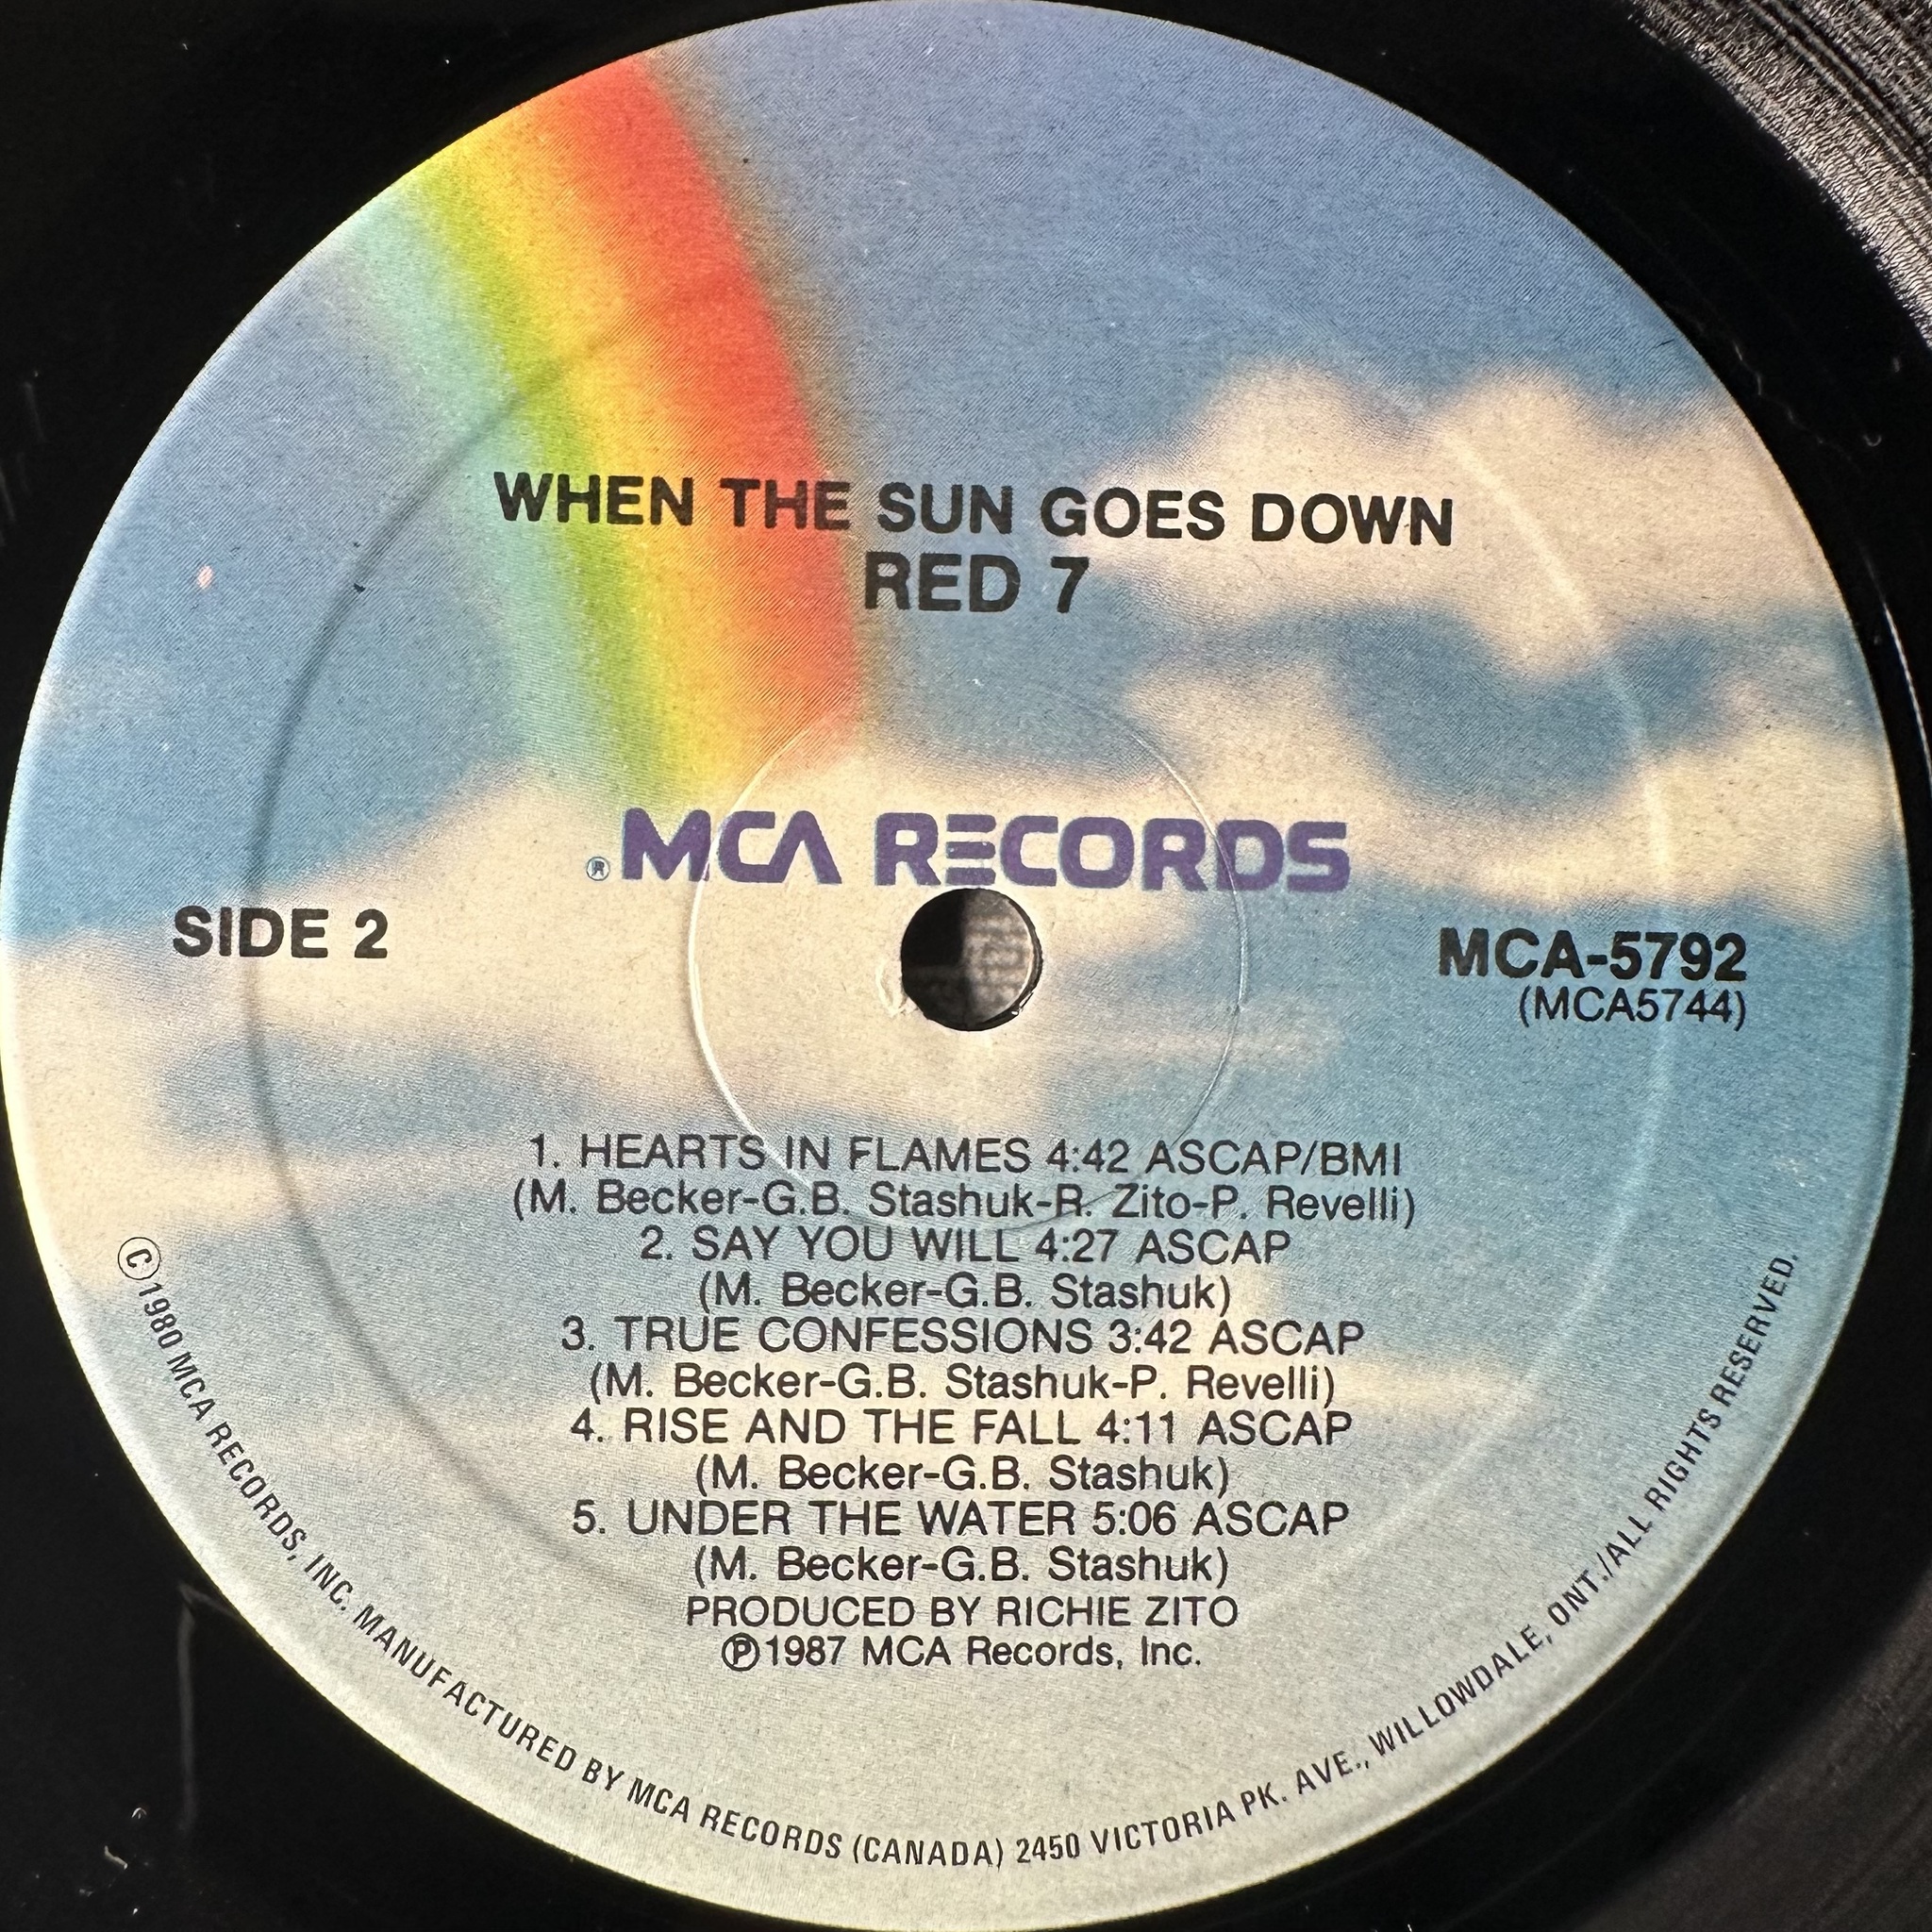 WHEN THE SUN GOES DOWN
RED 7
® MCA RECORDS
SIDE 2
MCA-5792
(MCA5744)
1. HEARTS IN FLAMES 4:42 ASCAP/BMI
(M. Becker-G.B. Stashuk-R. Zito-P. Revelli)
2. SAY YOU WILL 4:27 ASCAP
(M. Becker-G.B. Stashuk)
3. TRUE CONFESSIONS 3:42 ASCAP
(M. Becker-G.B. Stashuk-P. Revelli)
4. RISE AND THE FALL 4:11 ASCAP
(M. Becker-G.B. Stashuk)
5. UNDER THE WATER 5:06 ASCAP
(M. Becker-G.B. Stashuk)
PRODUCED BY RICHIE ZITO
℗1987 MCA Records, Inc.
©1980 MCA RECORDS, INC. MANUFACTURED BY MCA RECORDS (CANADA) 2450 VICTORIA PK. AVE., WILLOWDALE, ONT./ALL RIGHTS RESERVED.